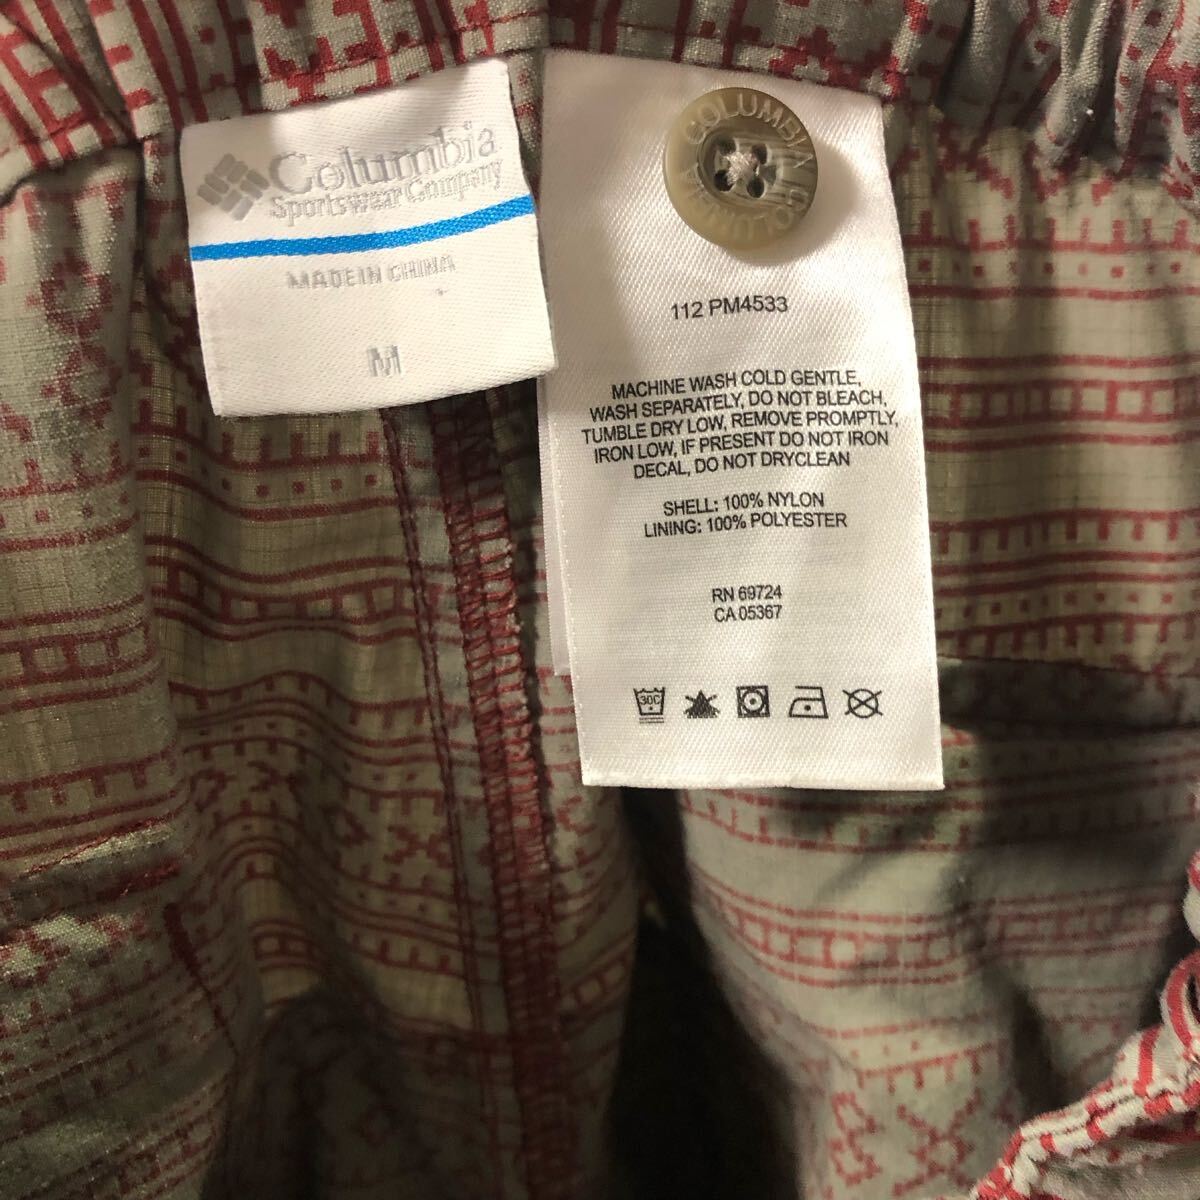 Columbia
Sportswear Company
MADE IN CHINA
M
COLUMBIA
112 PM4533
MACHINE WASH COLD GENTLE,
WASH SEPARATELY, DO NOT BLEACH,
TUMBLE DRY LOW, REMOVE PROMPTLY,
IRON LOW, IF PRESENT DO NOT IRON
DECAL, DO NOT DRYCLEAN
SHELL: 100% NYLON
LINING: 100% POLYESTER
RN 69724
CA 05367
30C